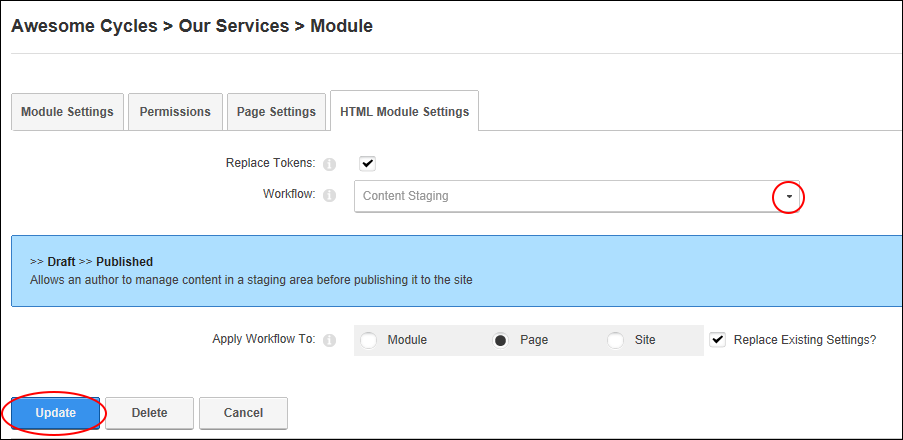 Awesome Cycles > Our Services > Module
Module Settings Permissions Page Settings HTML Module Settings
Replace Tokens:
Workflow: Content Staging
>> Draft >> Published
Allows an author to manage content in a staging area before publishing it to the site
Apply Workflow To: Module Page Site Replace Existing Settings?
Update Delete Cancel